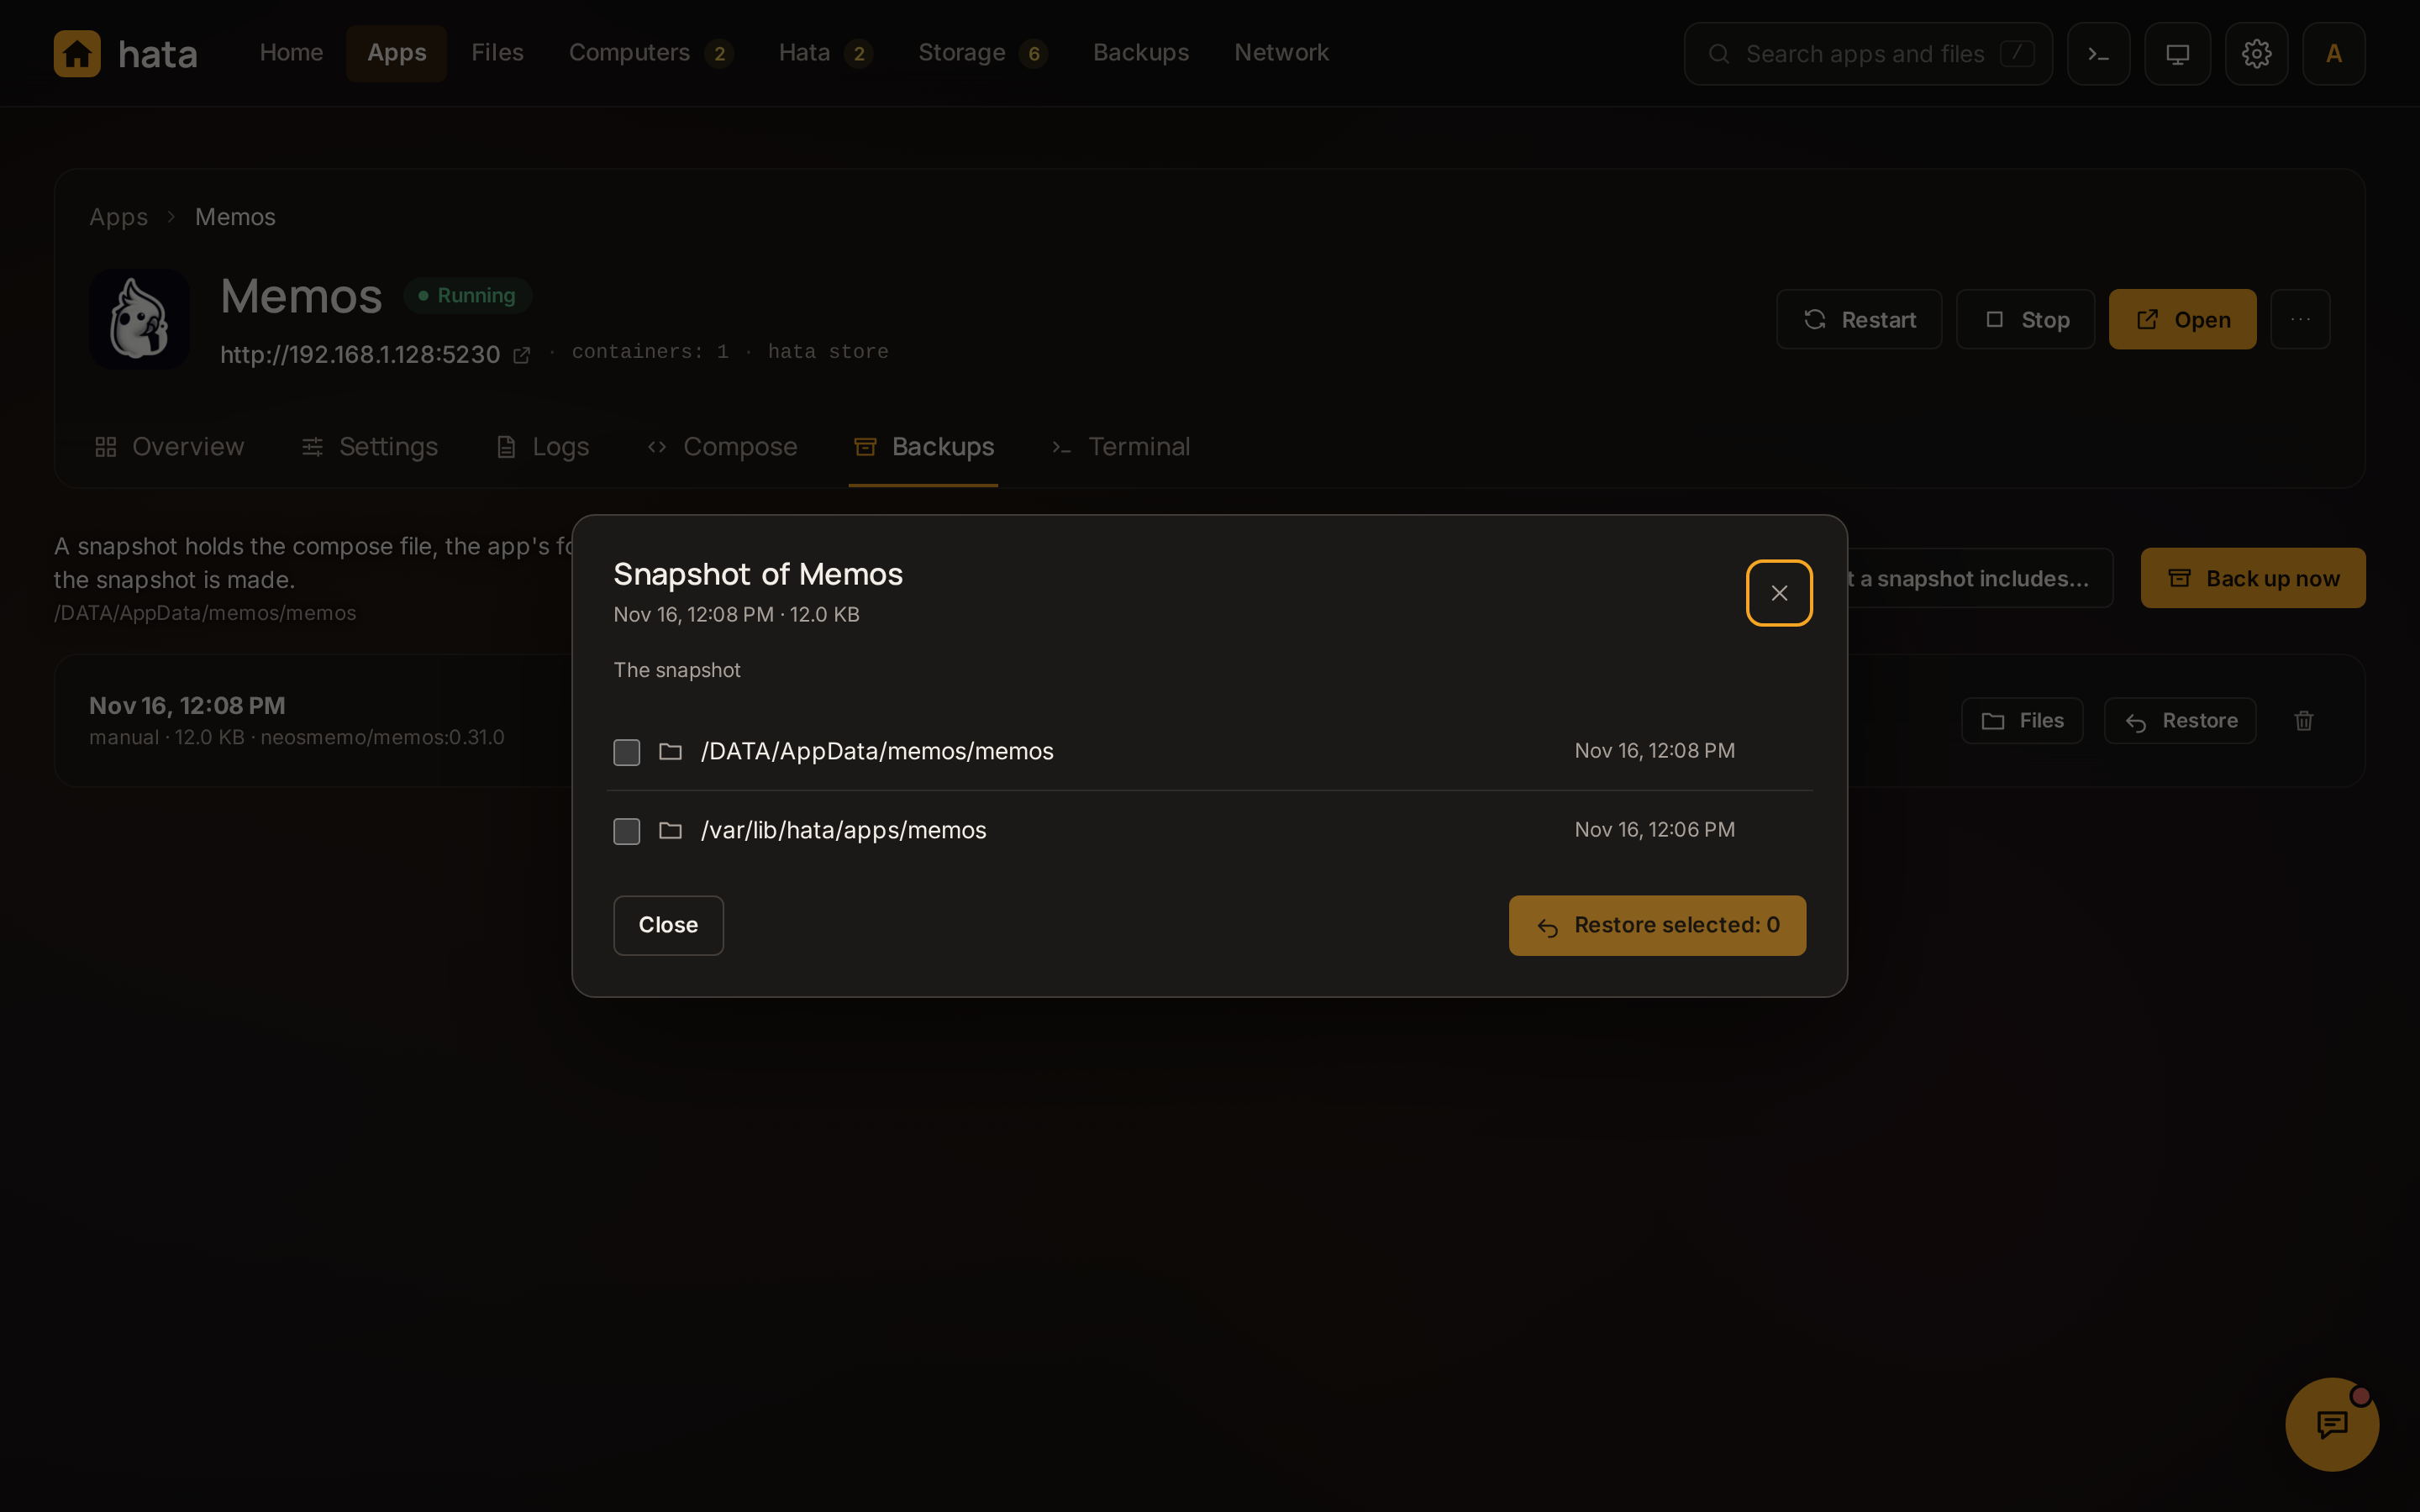 hata
Home
Apps
Files
Computers 2
Hata 2
Storage 6
Backups
Network
Search apps and files /
A
Apps > Memos
Memos
Running
http://192.168.1.128:5230 · containers: 1 · hata store
Restart
Stop
Open
...
Overview
Settings
Logs
Compose
Backups
Terminal
A snapshot holds the compose file, the app's
the snapshot is made.
/DATA/AppData/memos/memos
a snapshot includes...
Back up now
Nov 16, 12:08 PM
manual · 12.0 KB · neosmemo/memos:0.31.0
Files
Restore
Snapshot of Memos
Nov 16, 12:08 PM · 12.0 KB
The snapshot
/DATA/AppData/memos/memos
Nov 16, 12:08 PM
/var/lib/hata/apps/memos
Nov 16, 12:06 PM
Close
Restore selected: 0